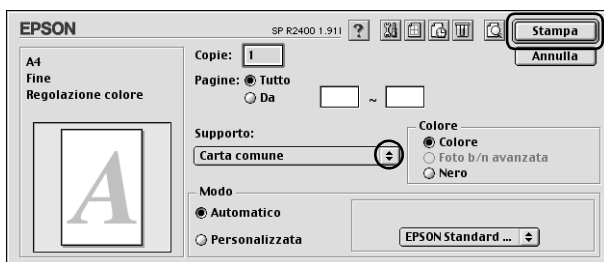 EPSON
SP R2400 1.91I
?
Stampa
Annulla
A4
Fine
Regolazione colore
A
Copie: 1
Pagine: Tutto
Da ~
Supporto:
Carta comune
Colore
Colore
Foto b/n avanzata
Nero
Modo
Automatico
Personalizzata
EPSON Standard ...